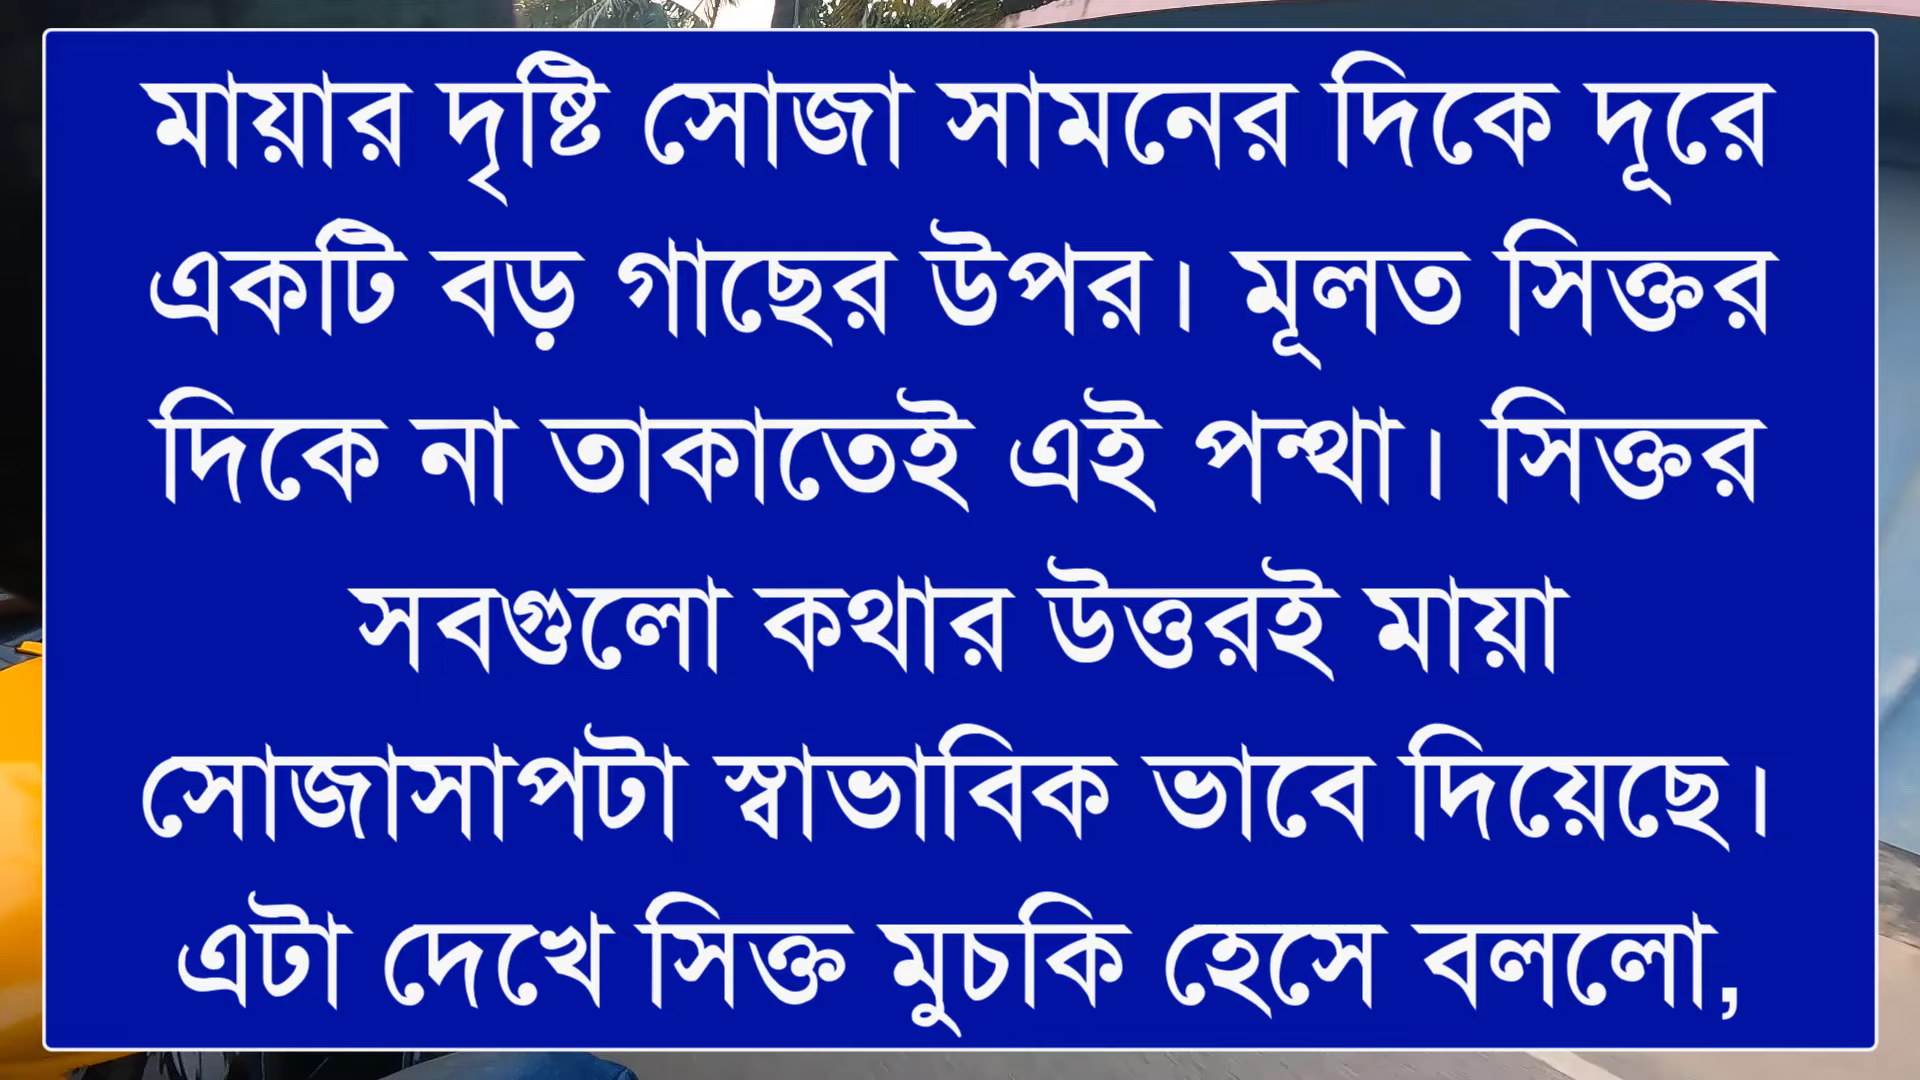 মায়ার দৃষ্টি সোজা সামনের দিকে দূরে
একটি বড় গাছের উপর। মূলত সিক্তর
দিকে না তাকাতেই এই পন্থা। সিক্তর
সবগুলো কথার উত্তরই মায়া
সোজাসাপটা স্বাভাবিক ভাবে দিয়েছে।
এটা দেখে সিক্ত মুচকি হেসে বললো,